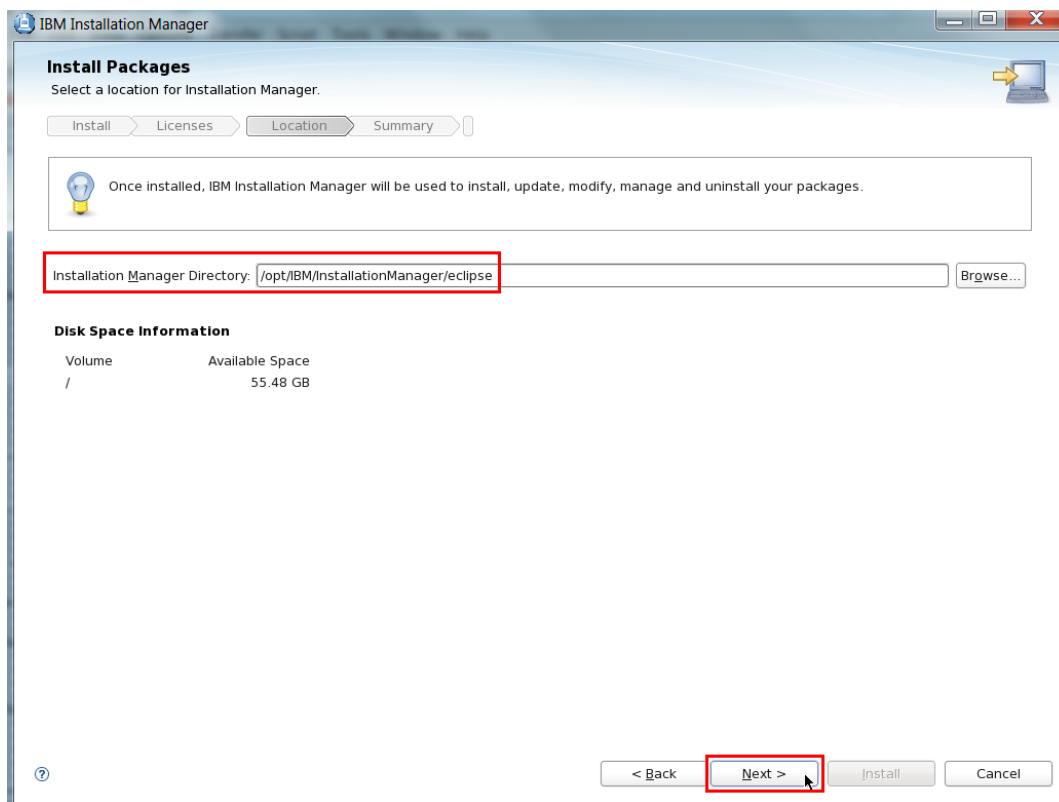 IBM Installation Manager
Install Packages
Select a location for Installation Manager.
Install Licenses Location Summary
Once installed, IBM Installation Manager will be used to install, update, modify, manage and uninstall your packages.
Installation Manager Directory: /opt/IBM/InstallationManager/eclipse Browse...
Disk Space Information
Volume Available Space
/ 55.48 GB
? < Back Next > Install Cancel